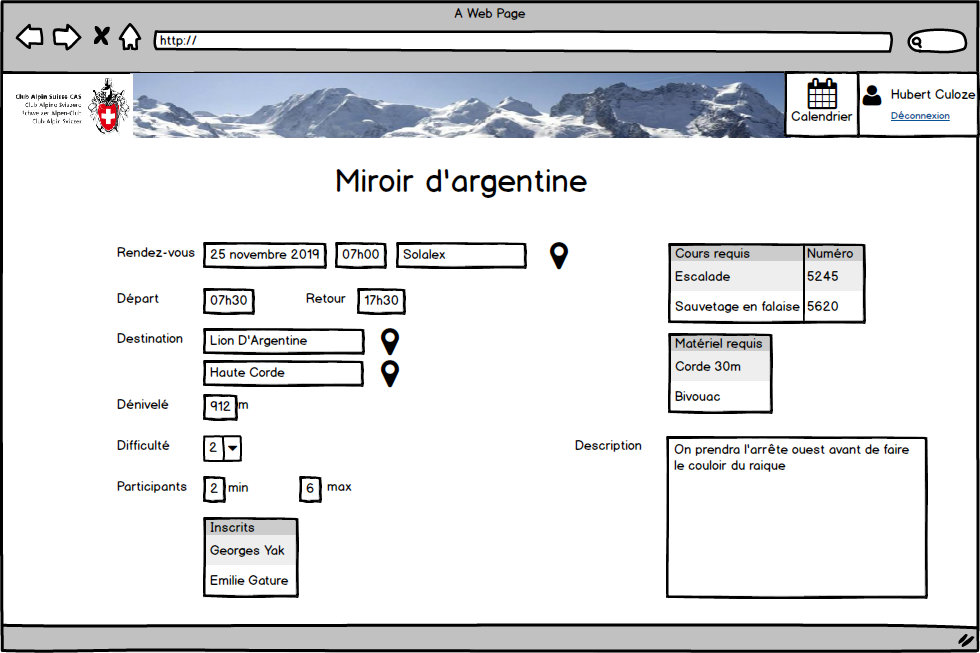 A Web Page
http://
Club Alpin Suisse CAS
Club Alpino Svizzero
Schweizer Alpen-Club
Club Alpin Svizzer
Calendrier
Hubert Culoze
Déconnexion
Miroir d'argentine
Rendez-vous 25 novembre 2019 07h00 Solalex
Départ 07h30 Retour 17h30
Destination Lion D'Argentine
Haute Corde
Dénivelé 912 m
Difficulté 2
Participants 2 min 6 max
Inscrits
Georges Yak
Emilie Gature
Cours requis Numéro
Escalade 5245
Sauvetage en falaise 5620
Matériel requis
Corde 30m
Bivouac
Description
On prendra l'arrête ouest avant de faire
le couloir du raique